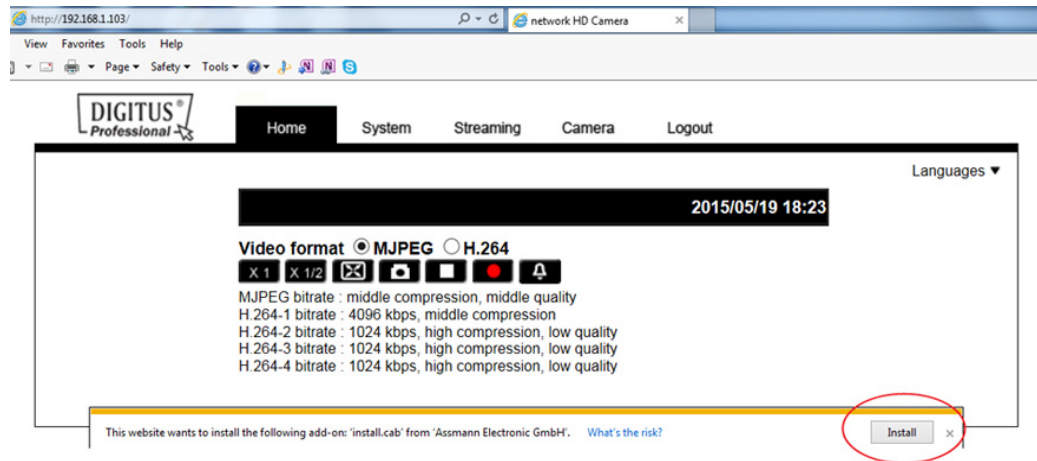 http://192.168.1.103/
network HD Camera
View Favorites Tools Help
Page Safety Tools
DIGITUS®
Professional
Home System Streaming Camera Logout
Languages ▼
2015/05/19 18:23
Video format MJPEG H.264
X 1 X 1/2
MJPEG bitrate : middle compression, middle quality
H.264-1 bitrate : 4096 kbps, middle compression
H.264-2 bitrate : 1024 kbps, high compression, low quality
H.264-3 bitrate : 1024 kbps, high compression, low quality
H.264-4 bitrate : 1024 kbps, high compression, low quality
This website wants to install the following add-on: 'install.cab' from 'Assmann Electronic GmbH'. What's the risk? Install